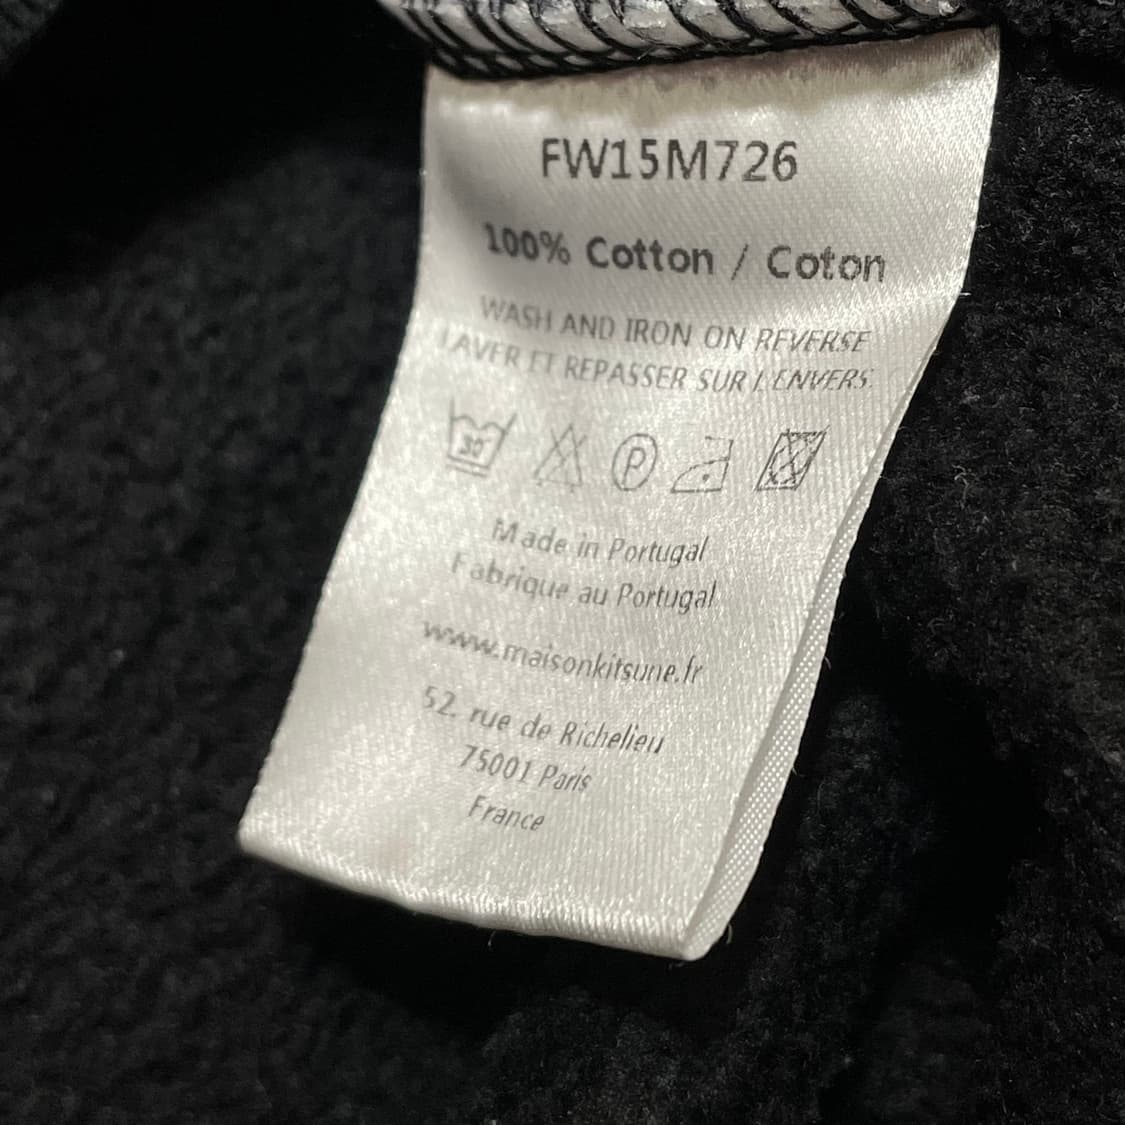 FW15M726
100% Cotton / Coton
WASH AND IRON ON REVERSE
LAVER ET REPASSER SUR L'ENVERS
30°
P
Made in Portugal
Fabrique au Portugal
www.maisonkitsune.fr
52. rue de Richelieu
75001 Paris
France